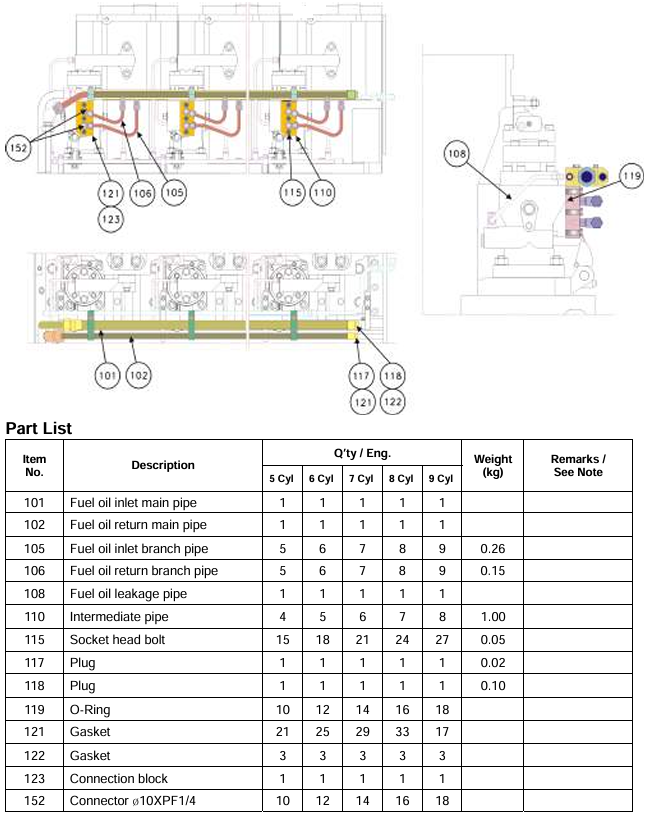 152
121
106
105
115
110
123
108
119
101
102
117
118
121
122
Part List
Item No. Description Q'ty / Eng. Weight (kg) Remarks / See Note
5 Cyl 6 Cyl 7 Cyl 8 Cyl 9 Cyl
101 Fuel oil inlet main pipe 1 1 1 1 1
102 Fuel oil return main pipe 1 1 1 1 1
105 Fuel oil inlet branch pipe 5 6 7 8 9 0.26
106 Fuel oil return branch pipe 5 6 7 8 9 0.15
108 Fuel oil leakage pipe 1 1 1 1 1
110 Intermediate pipe 4 5 6 7 8 1.00
115 Socket head bolt 15 18 21 24 27 0.05
117 Plug 1 1 1 1 1 0.02
118 Plug 1 1 1 1 1 0.10
119 O-Ring 10 12 14 16 18
121 Gasket 21 25 29 33 17
122 Gasket 3 3 3 3 3
123 Connection block 1 1 1 1 1
152 Connector ø10XPF1/4 10 12 14 16 18